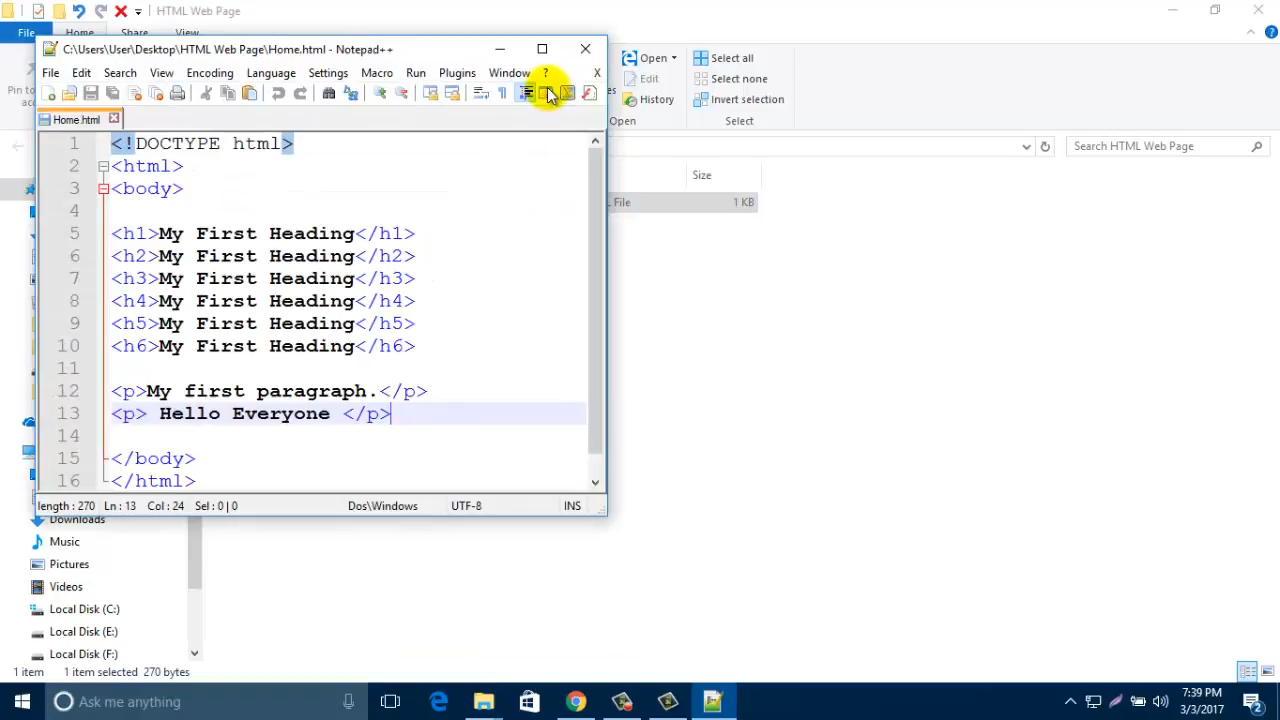 HTML Web Page
File Home Share View
C:\Users\User\Desktop\HTML Web Page\Home.html - Notepad++
File Edit Search View Encoding Language Settings Macro Run Plugins Window ? X
Home.html
1 <!DOCTYPE html>
2 <html>
3 <body>
4
5 <h1>My First Heading</h1>
6 <h2>My First Heading</h2>
7 <h3>My First Heading</h3>
8 <h4>My First Heading</h4>
9 <h5>My First Heading</h5>
10 <h6>My First Heading</h6>
11
12 <p>My first paragraph.</p>
13 <p> Hello Everyone </p>
14
15 </body>
16 </html>
length : 270 Ln : 13 Col : 24 Sel : 0 | 0 Dos\Windows UTF-8 INS
Open Select all
Edit Select none
History Invert selection
Open Select
Search HTML Web Page
Size
File 1 KB
Downloads
Music
Pictures
Videos
Local Disk (C:)
Local Disk (E:)
Local Disk (F:)
1 item 1 item selected 270 bytes
Ask me anything
7:39 PM
3/3/2017
2